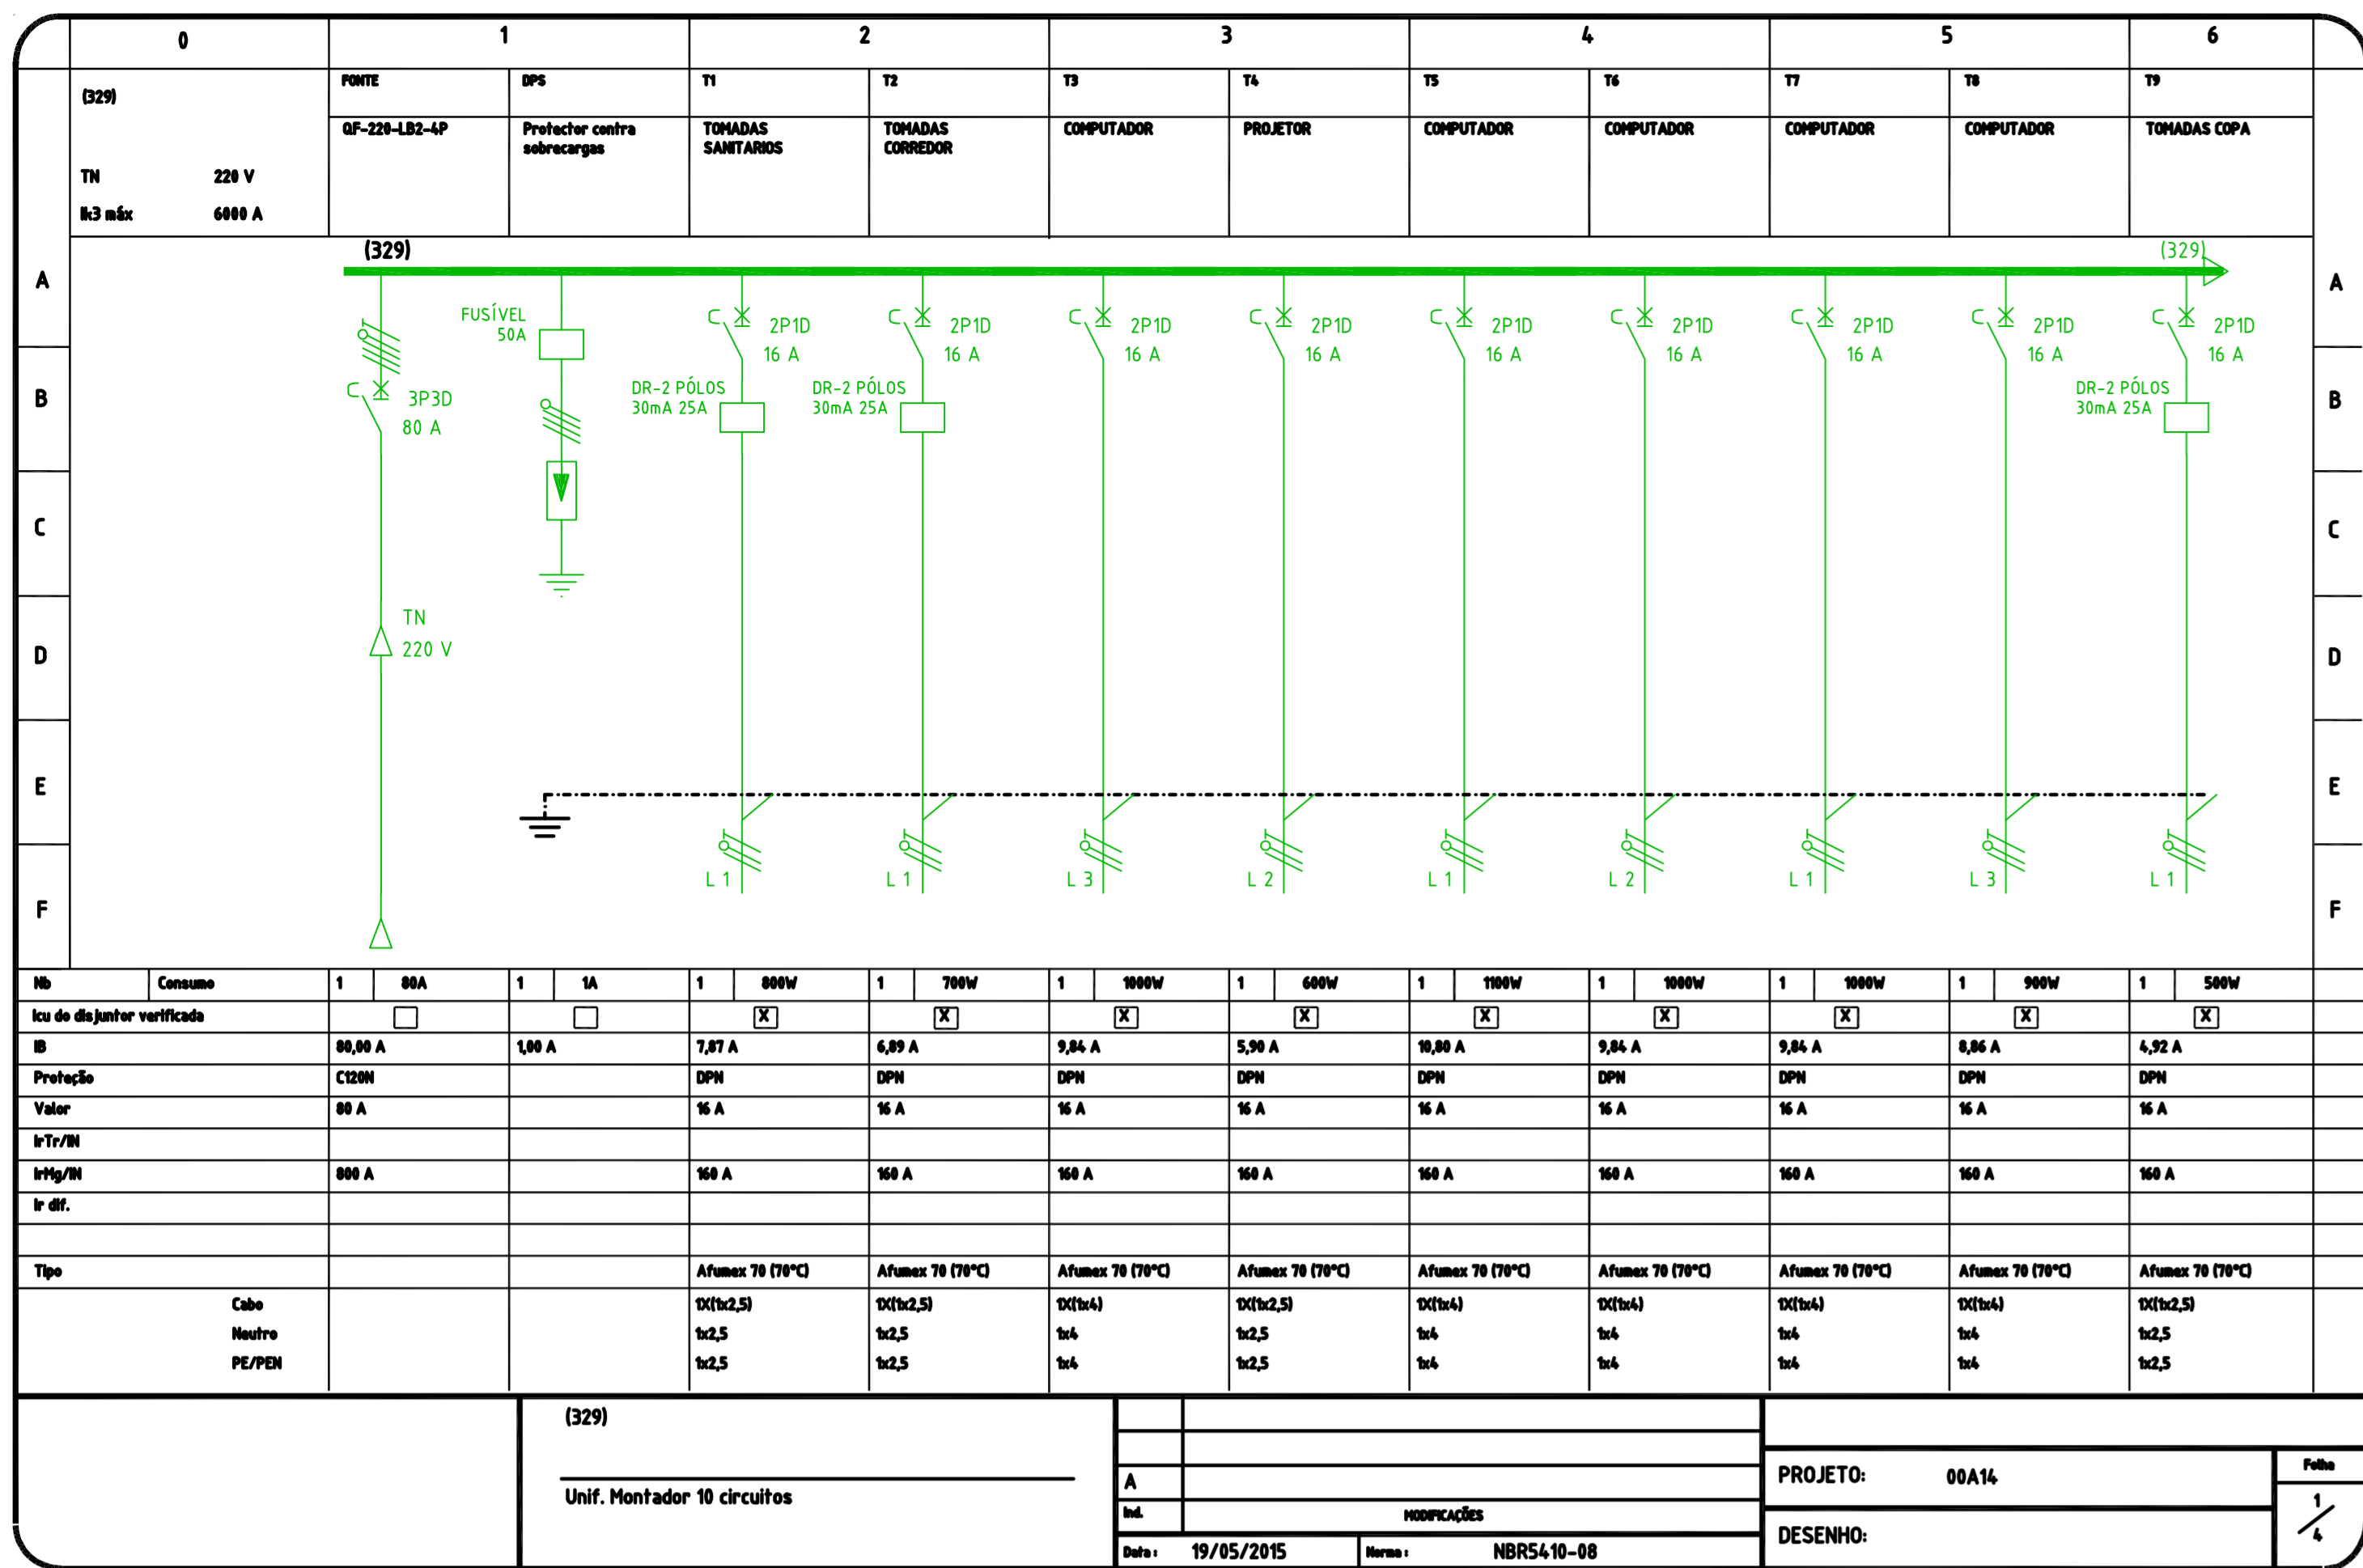 0 1 2 3 4 5 6
FONTE DPS T1 T2 T3 T4 T5 T6 T7 T8 T9
(329)
QF-220-LB2-4P Protector contra TOMADAS TOMADAS COMPUTADOR PROJETOR COMPUTADOR COMPUTADOR COMPUTADOR COMPUTADOR TOMADAS COPA
sobrecargas SANITARIOS CORREDOR
TN 220 V
Ik3 máx 6000 A
(329) (329)
A A
FUSÍVEL
50A
C 2P1D C 2P1D C 2P1D C 2P1D C 2P1D C 2P1D C 2P1D C 2P1D C 2P1D
16 A 16 A 16 A 16 A 16 A 16 A 16 A 16 A 16 A
DR-2 PÓLOS DR-2 PÓLOS DR-2 PÓLOS
30mA 25A 30mA 25A 30mA 25A
B C 3P3D B
80 A
C C
TN
220 V
D D
E E
L 1 L 1 L 3 L 2 L 1 L 2 L 1 L 3 L 1
F F
Nb Consumo 1 80A 1 1A 1 800W 1 700W 1 1000W 1 600W 1 1100W 1 1000W 1 1000W 1 900W 1 500W
Icu do disjuntor verificada X X X X X X X X X
IB 80,00 A 1,00 A 7,87 A 6,89 A 9,84 A 5,90 A 10,80 A 9,84 A 9,84 A 8,86 A 4,92 A
Proteção C120N DPN DPN DPN DPN DPN DPN DPN DPN DPN
Valor 80 A 16 A 16 A 16 A 16 A 16 A 16 A 16 A 16 A 16 A
IrTr/IN
IrMg/IN 800 A 160 A 160 A 160 A 160 A 160 A 160 A 160 A 160 A 160 A
Ir dif.
Tipo Afumex 70 (70°C) Afumex 70 (70°C) Afumex 70 (70°C) Afumex 70 (70°C) Afumex 70 (70°C) Afumex 70 (70°C) Afumex 70 (70°C) Afumex 70 (70°C) Afumex 70 (70°C)
Cabo 1X(1x2,5) 1X(1x2,5) 1X(1x4) 1X(1x2,5) 1X(1x4) 1X(1x4) 1X(1x4) 1X(1x4) 1X(1x2,5)
Neutro 1x2,5 1x2,5 1x4 1x2,5 1x4 1x4 1x4 1x4 1x2,5
PE/PEN 1x2,5 1x2,5 1x4 1x2,5 1x4 1x4 1x4 1x4 1x2,5
(329)
Unif. Montador 10 circuitos
A
Ind. MODIFICAÇÕES
Data : 19/05/2015 Norma : NBR5410-08
PROJETO: 00A14
DESENHO:
Folha
1/4